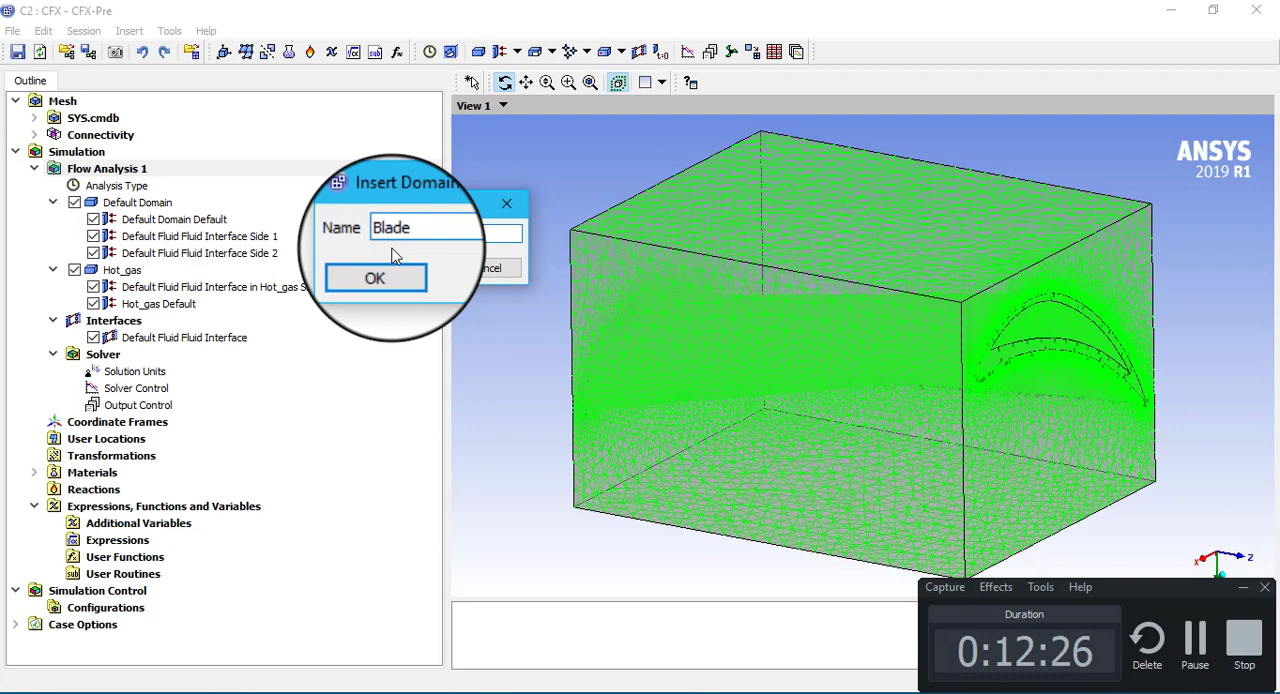 C2 : CFX - CFX-Pre
File Edit Session Insert Tools Help
Outline
Mesh
SYS.cmdb
Connectivity
Simulation
Flow Analysis 1
Analysis Type
Default Domain
Default Domain Default
Default Fluid Fluid Interface Side 1
Default Fluid Fluid Interface Side 2
Hot_gas
Default Fluid Fluid Interface in Hot_gas S
Hot_gas Default
Interfaces
Default Fluid Fluid Interface
Solver
Solution Units
Solver Control
Output Control
Coordinate Frames
User Locations
Transformations
Materials
Reactions
Expressions, Functions and Variables
Additional Variables
Expressions
User Functions
User Routines
Simulation Control
Configurations
Case Options
Insert Domain
Name Blade
OK
ncel
View 1
ANSYS
2019 R1
x
z
Capture Effects Tools Help
Duration
0:12:26
Delete Pause Stop